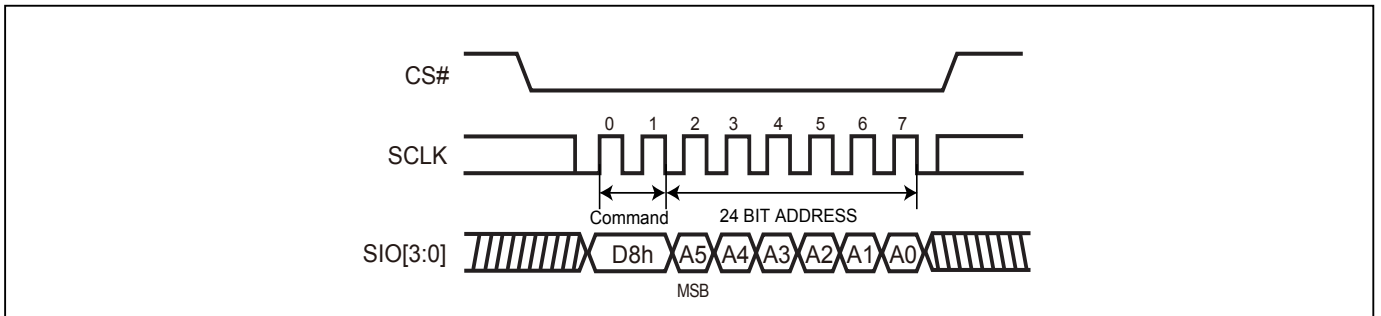 CS#
0 1 2 3 4 5 6 7
SCLK
Command 24 BIT ADDRESS
SIO[3:0] D8h A5 A4 A3 A2 A1 A0
MSB